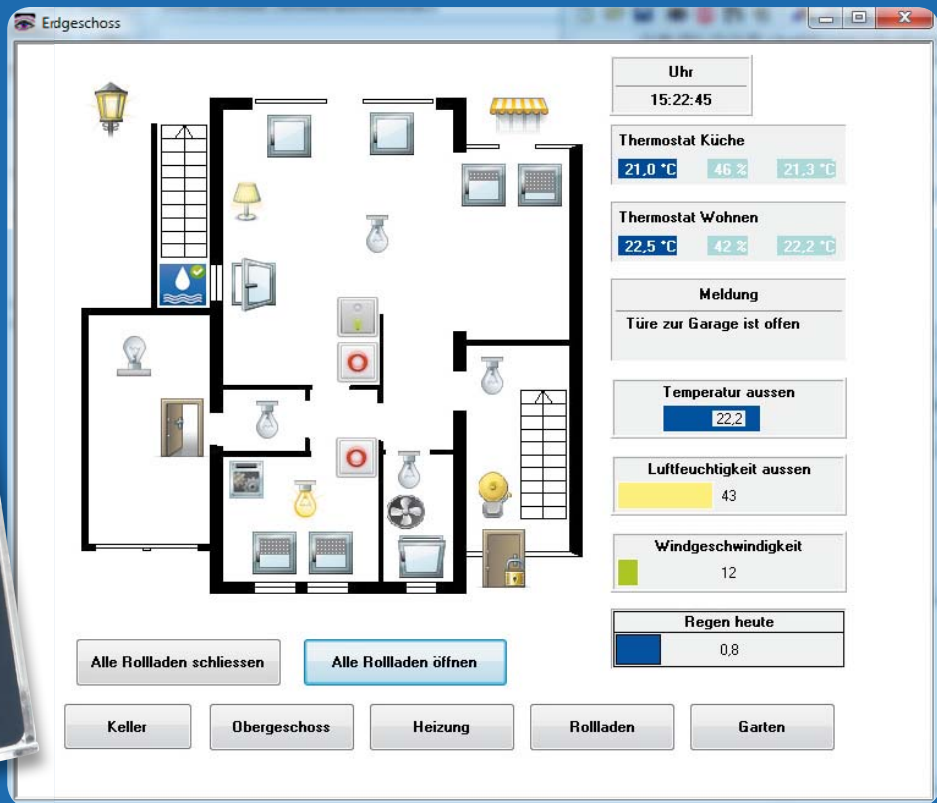 Erdgeschoss
Uhr
15:22:45
Thermostat Küche
21,0 °C 46 % 21,3 °C
Thermostat Wohnen
22,5 °C 42 % 22,2 °C
Meldung
Türe zur Garage ist offen
Temperatur aussen
22,2
Luftfeuchtigkeit aussen
43
Windgeschwindigkeit
12
Regen heute
0,8
Alle Rollladen schliessen
Alle Rollladen öffnen
Keller
Obergeschoss
Heizung
Rollladen
Garten